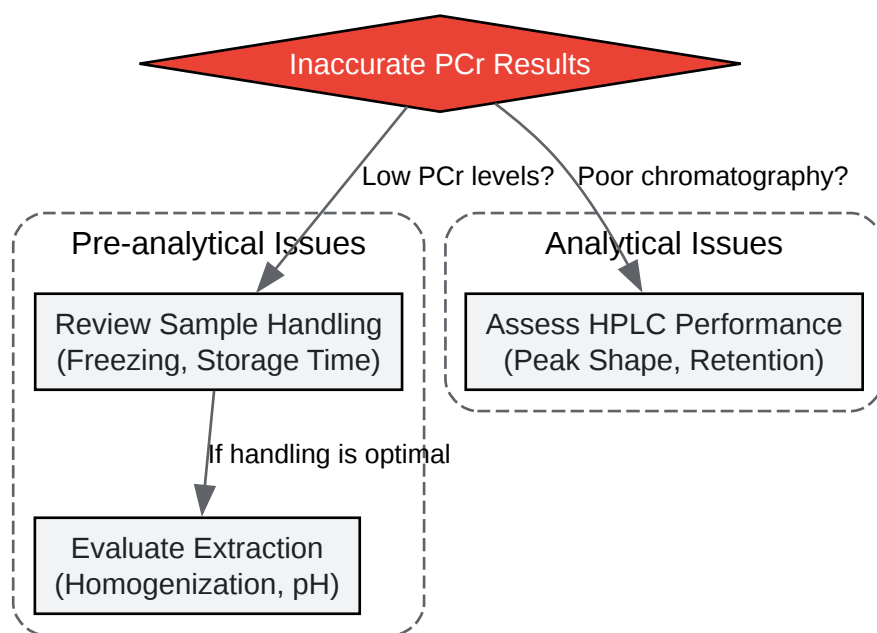 Inaccurate PCr Results
Low PCr levels?
Poor chromatography?
Pre-analytical Issues
Analytical Issues
Review Sample Handling
(Freezing, Storage Time)
Assess HPLC Performance
(Peak Shape, Retention)
If handling is optimal
Evaluate Extraction
(Homogenization, pH)